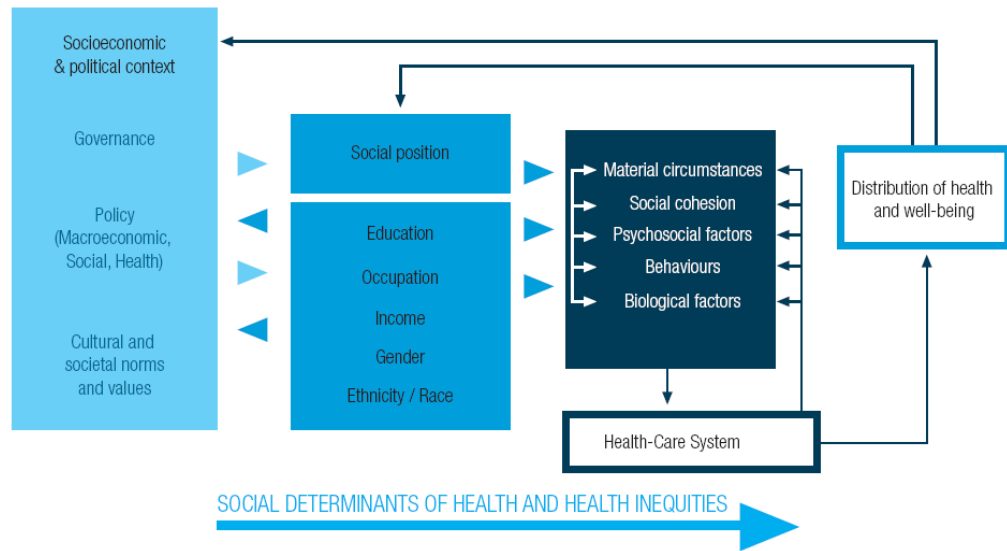 Socioeconomic
& political context
Governance
Policy
(Macroeconomic,
Social, Health)
Cultural and
societal norms
and values
Social position
Education
Occupation
Income
Gender
Ethnicity / Race
Material circumstances
Social cohesion
Psychosocial factors
Behaviours
Biological factors
Health-Care System
Distribution of health
and well-being
SOCIAL DETERMINANTS OF HEALTH AND HEALTH INEQUITIES